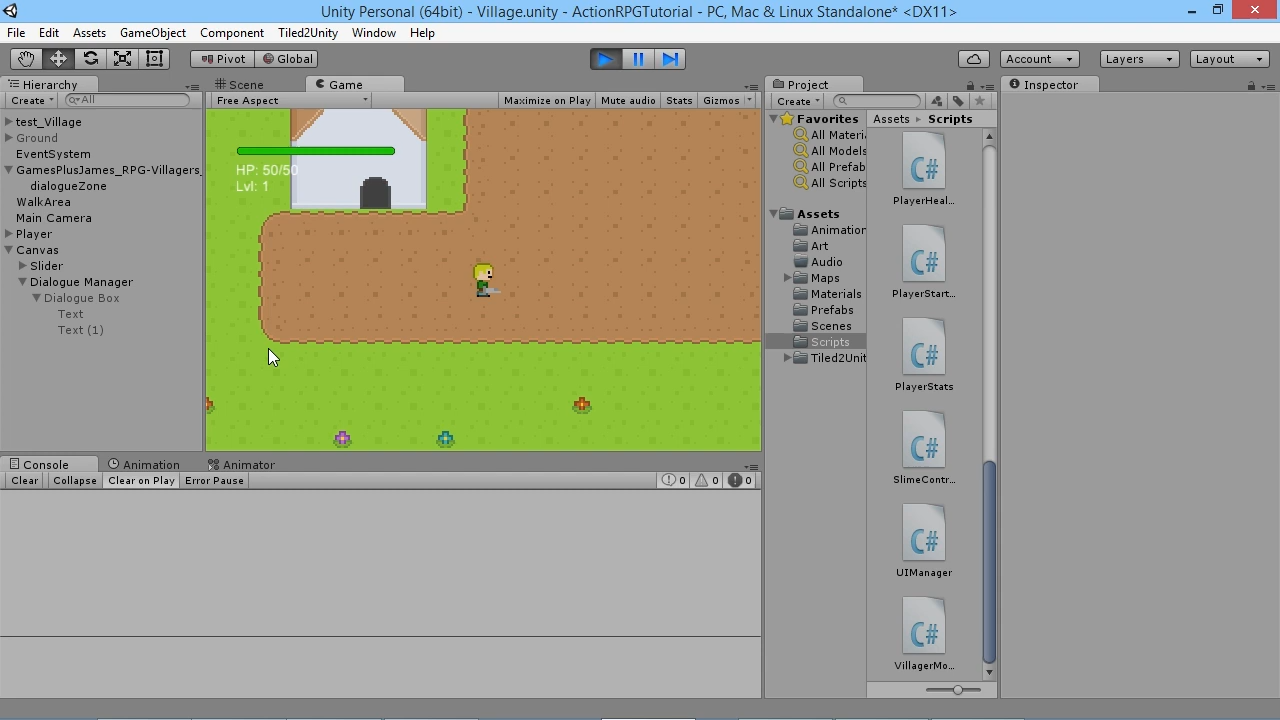 Unity Personal (64bit) - Village.unity - ActionRPGTutorial - PC, Mac & Linux Standalone* <DX11>
File Edit Assets GameObject Component Tiled2Unity Window Help
Pivot Global Account Layers Layout
Hierarchy
Create All
test_Village
Ground
EventSystem
GamesPlusJames_RPG-Villagers_
dialogueZone
WalkArea
Main Camera
Player
Canvas
Slider
Dialogue Manager
Dialogue Box
Text
Text (1)
Scene Game
Free Aspect Maximize on Play Mute audio Stats Gizmos
HP: 50/50
Lvl: 1
Console Animation Animator
Clear Collapse Clear on Play Error Pause 0 0 0
Project
Create
Favorites
All Materi
All Models
All Prefab
All Scripts
Assets
Animation
Art
Audio
Maps
Materials
Prefabs
Scenes
Scripts
Tiled2Unit
Assets Scripts
C#
PlayerHeal...
C#
PlayerStart...
C#
PlayerStats
C#
SlimeContr...
C#
UIManager
C#
VillagerMo...
Inspector